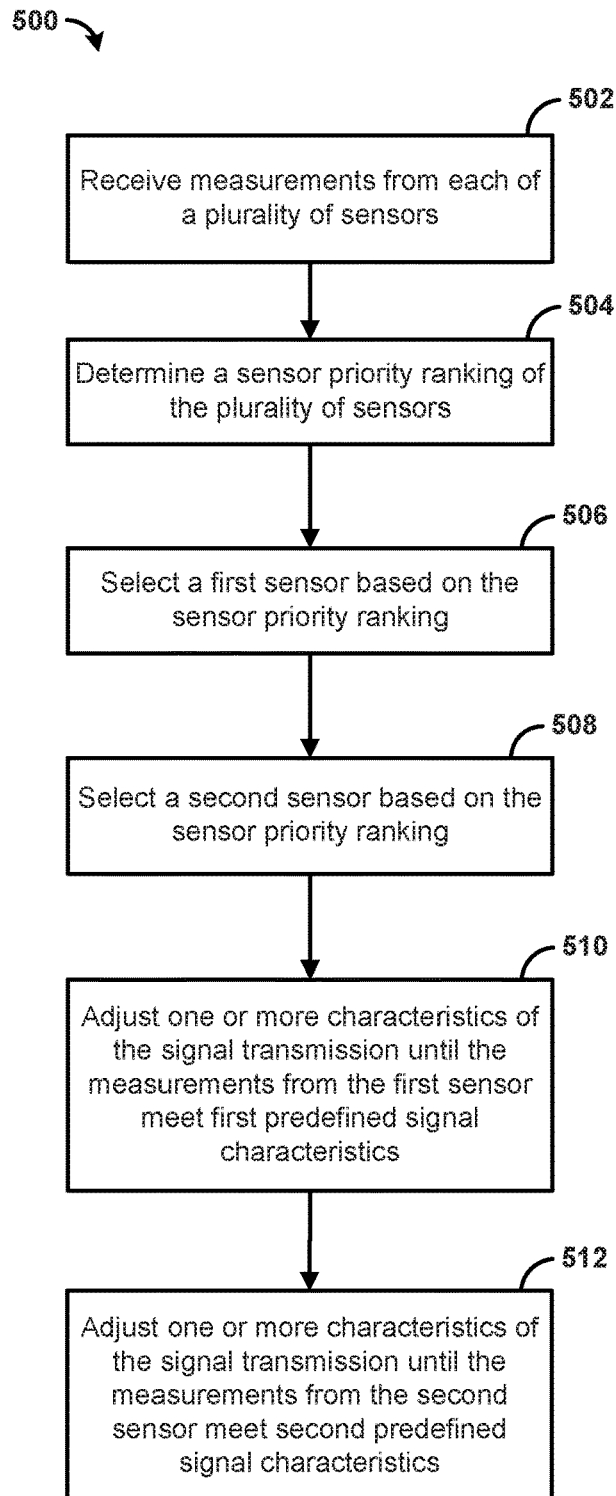 500
502
Receive measurements from each of
a plurality of sensors
504
Determine a sensor priority ranking of
the plurality of sensors
506
Select a first sensor based on the
sensor priority ranking
508
Select a second sensor based on the
sensor priority ranking
510
Adjust one or more characteristics of
the signal transmission until the
measurements from the first sensor
meet first predefined signal
characteristics
512
Adjust one or more characteristics of
the signal transmission until the
measurements from the second
sensor meet second predefined
signal characteristics